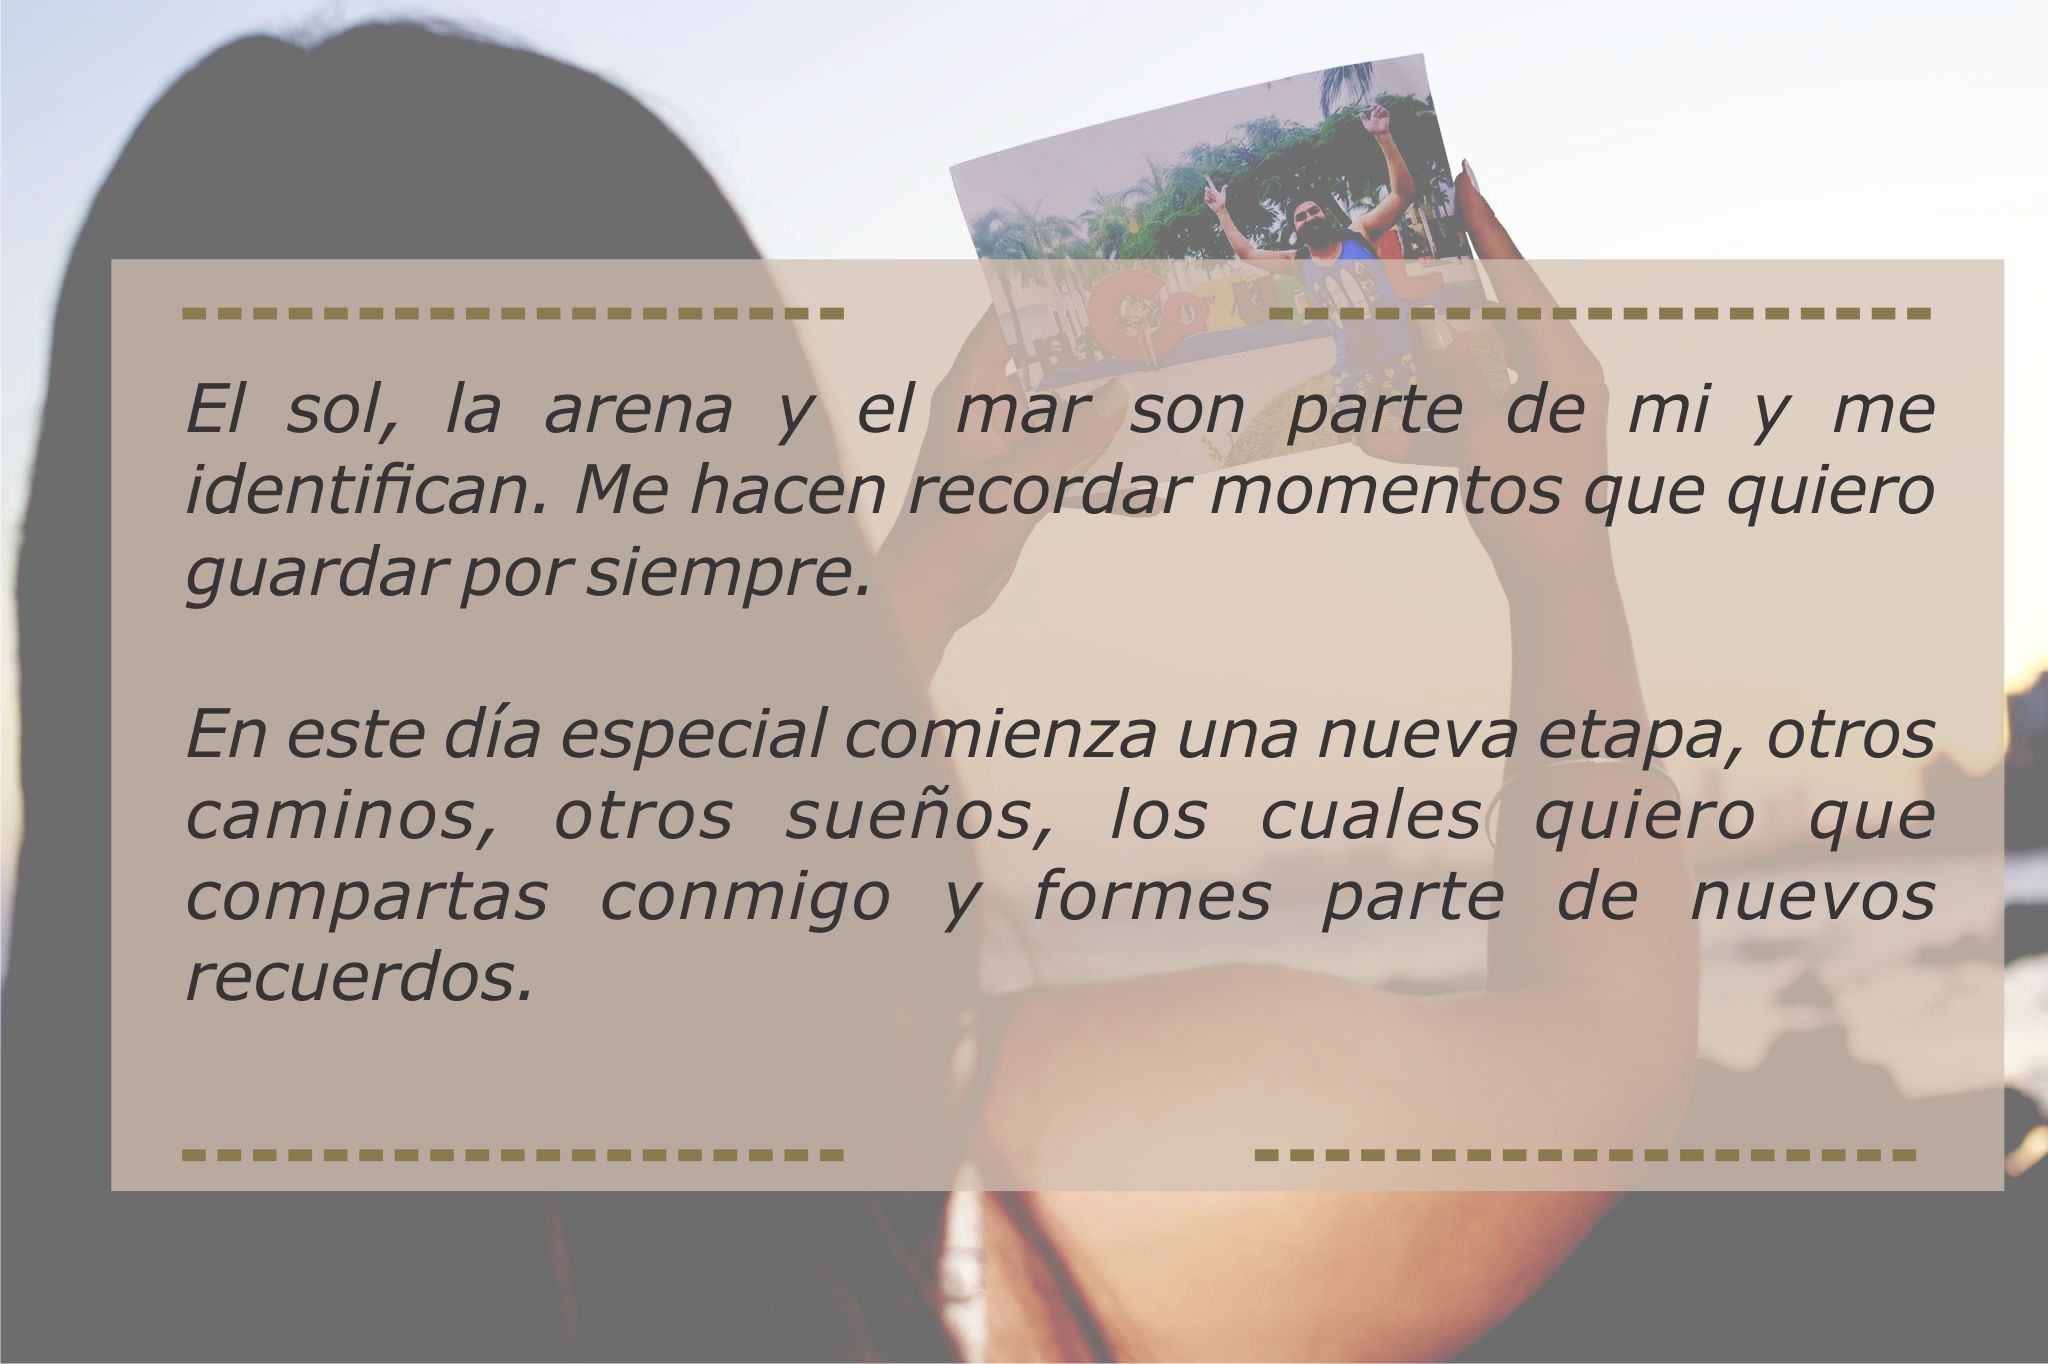 El sol, la arena y el mar son parte de mi y me
identifican. Me hacen recordar momentos que quiero
guardar por siempre.
En este día especial comienza una nueva etapa, otros
caminos, otros sueños, los cuales quiero que
compartas conmigo y formes parte de nuevos
recuerdos.